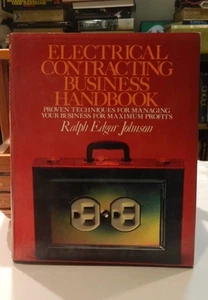 ELECTRICAL
CONTRACTING
BUSINESS
HANDBOOK
PROVEN TECHNIQUES FOR MANAGING
YOUR BUSINESS FOR MAXIMUM PROFITS
Ralph Edgar Johnson